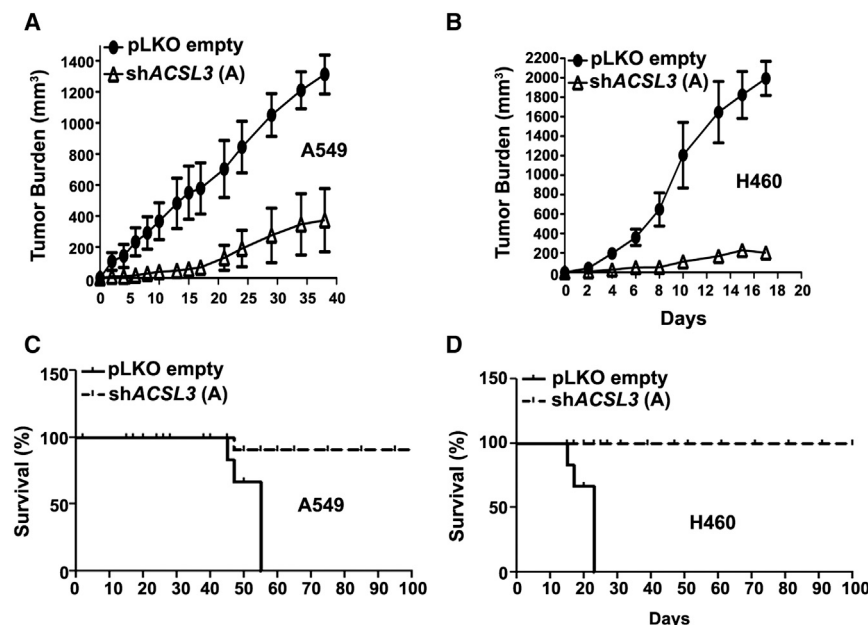 A
pLKO empty
shACSL3 (A)
Tumor Burden (mm³)
1400
1200
1000
800
600
400
200
0
A549
0 5 10 15 20 25 30 35 40
B
pLKO empty
shACSL3 (A)
Tumor Burden (mm³)
2200
2000
1800
1600
1400
1200
1000
800
600
400
200
0
H460
0 2 4 6 8 10 12 14 16 18 20
Days
C
pLKO empty
shACSL3 (A)
Survival (%)
150
100
50
0
A549
0 10 20 30 40 50 60 70 80 90 100
D
pLKO empty
shACSL3 (A)
Survival (%)
150
100
50
0
H460
0 10 20 30 40 50 60 70 80 90 100
Days